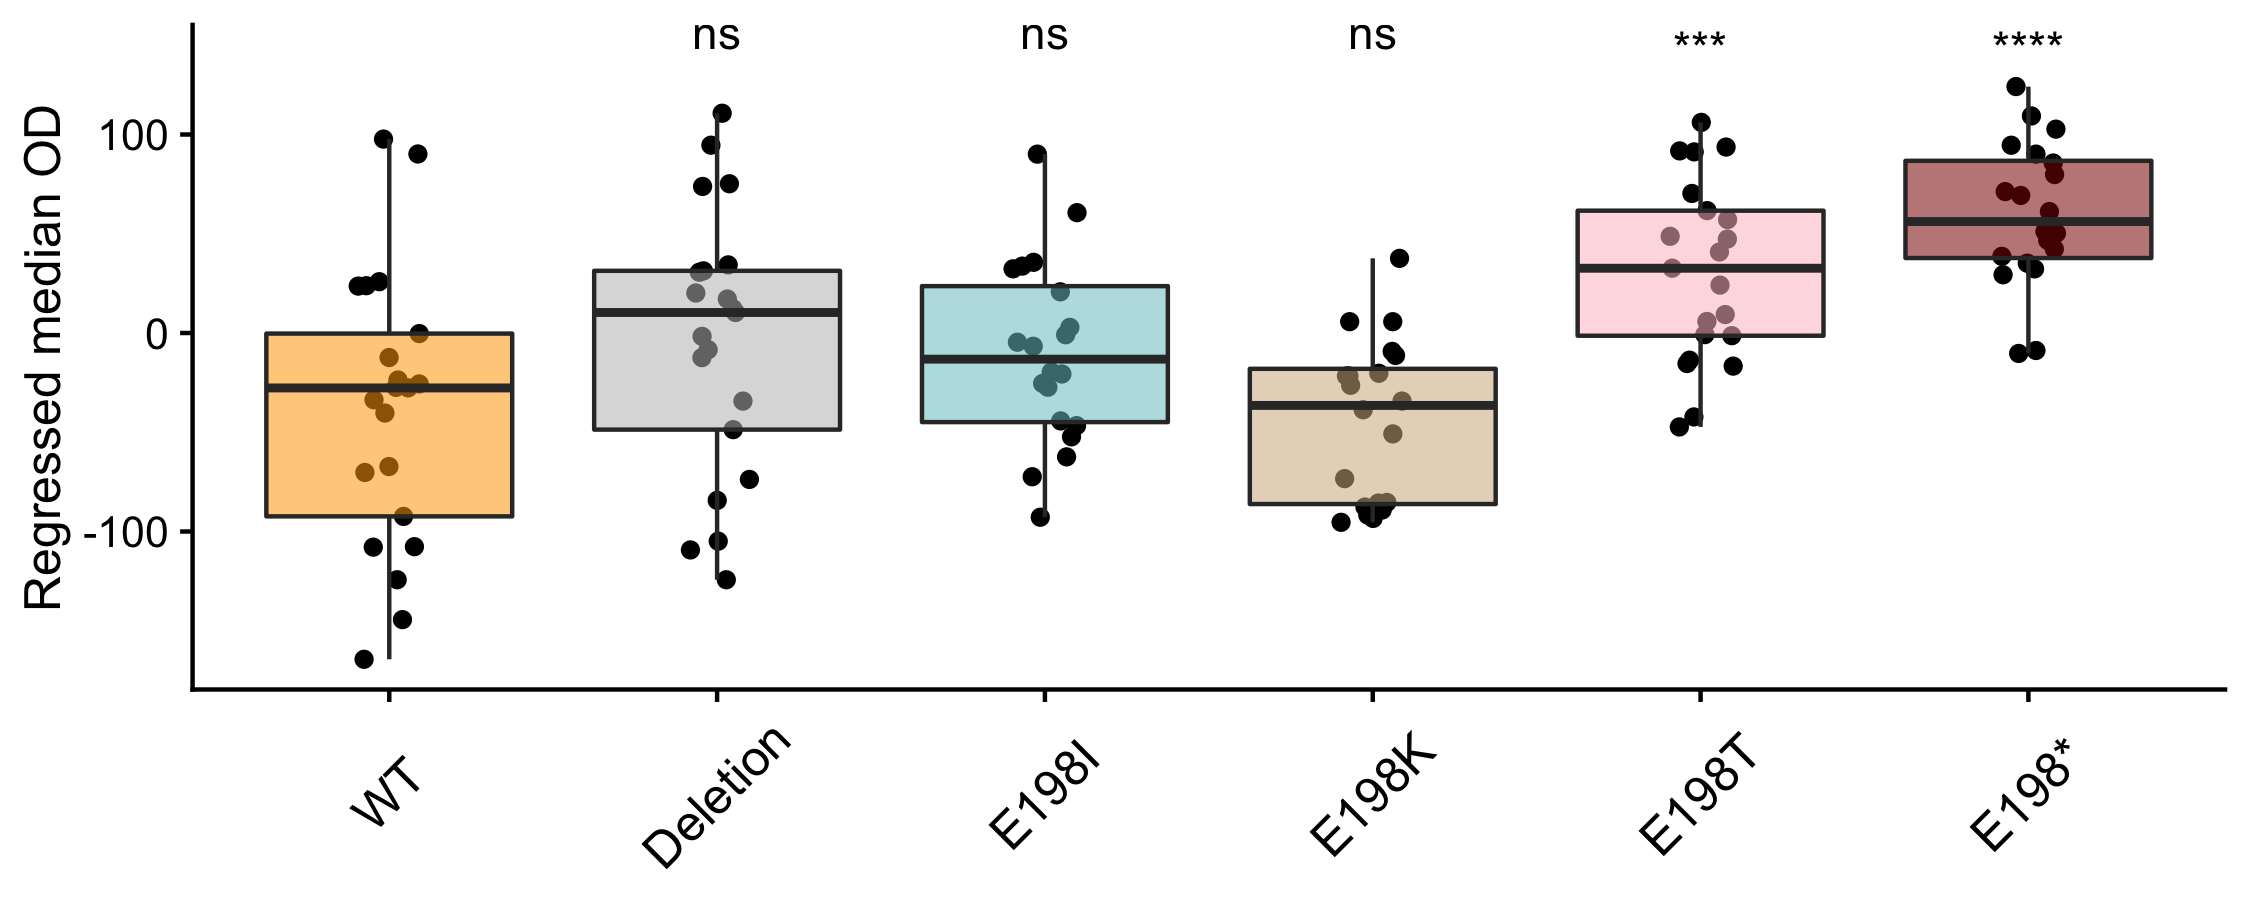 ns ns ns *** ****
Regressed median OD
100
0
-100
WT Deletion E198I E198K E198T E198*